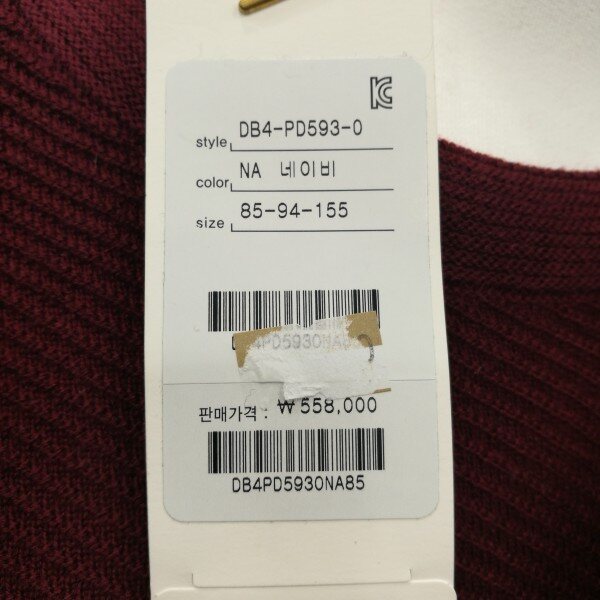 style DB4-PD593-0
color NA 네이비
size 85-94-155
판매가격 : ₩558,000
DB4PD5930NA85